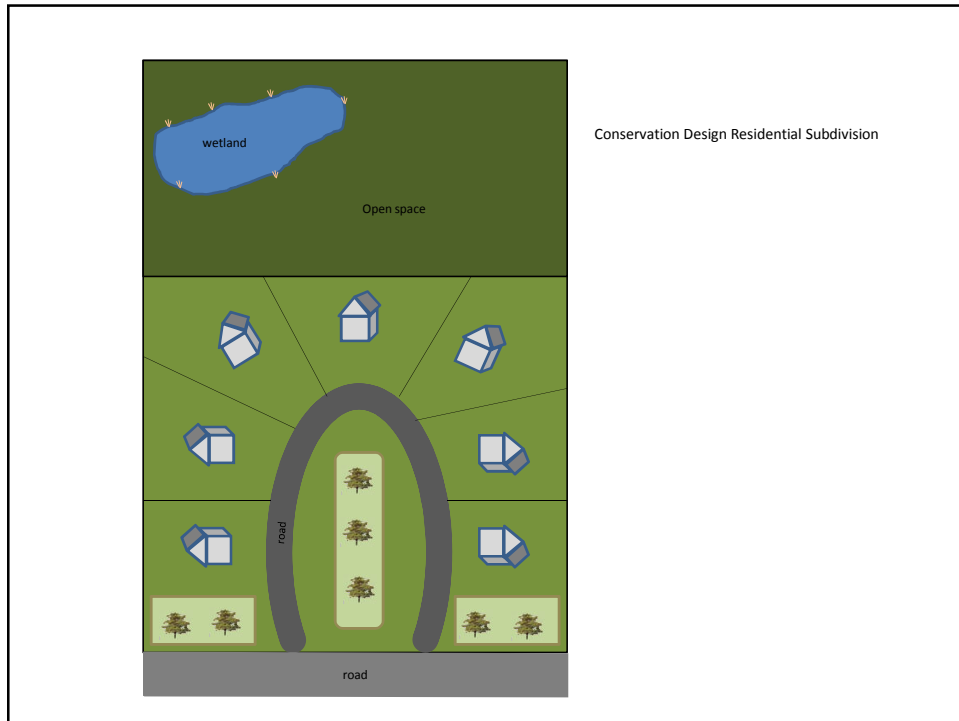 Conservation Design Residential Subdivision
wetland
Open space
road
road